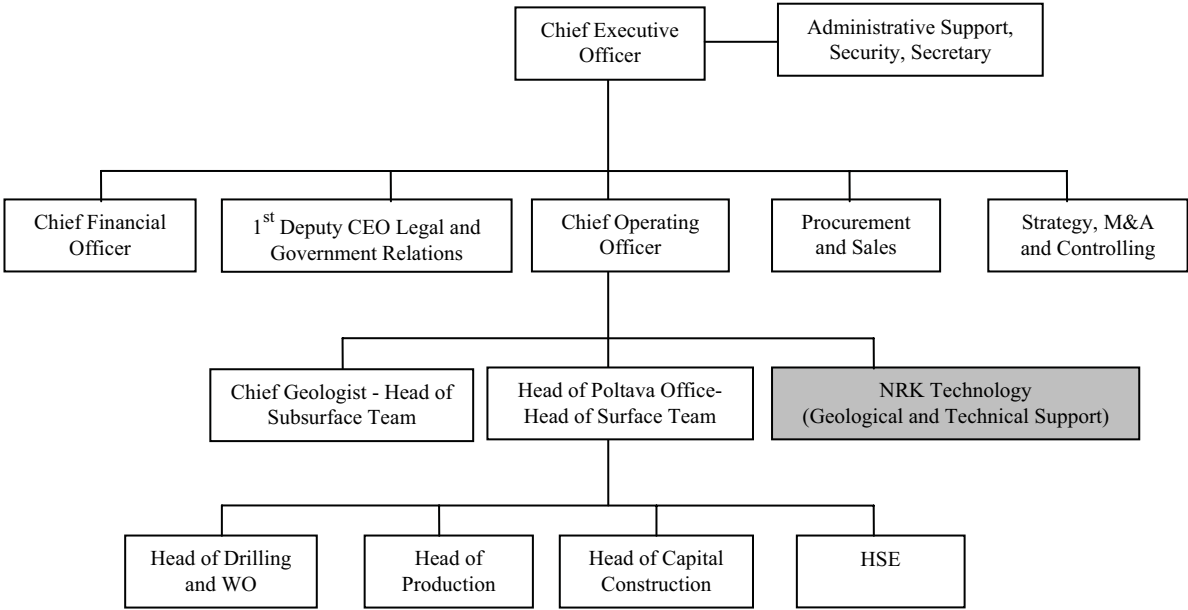 Chief Executive
Officer
Administrative Support,
Security, Secretary
Chief Financial
Officer
1st Deputy CEO Legal and
Government Relations
Chief Operating
Officer
Procurement
and Sales
Strategy, M&A
and Controlling
Chief Geologist - Head of
Subsurface Team
Head of Poltava Office-
Head of Surface Team
NRK Technology
(Geological and Technical Support)
Head of Drilling
and WO
Head of
Production
Head of Capital
Construction
HSE